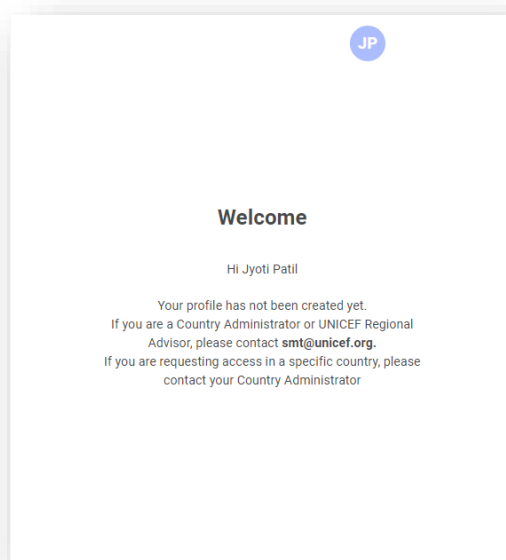 JP
Welcome
Hi Jyoti Patil
Your profile has not been created yet.
If you are a Country Administrator or UNICEF Regional
Advisor, please contact smt@unicef.org.
If you are requesting access in a specific country, please
contact your Country Administrator